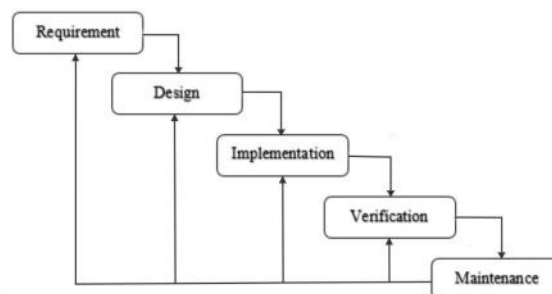 Requirement
Design
Implementation
Verification
Maintenance